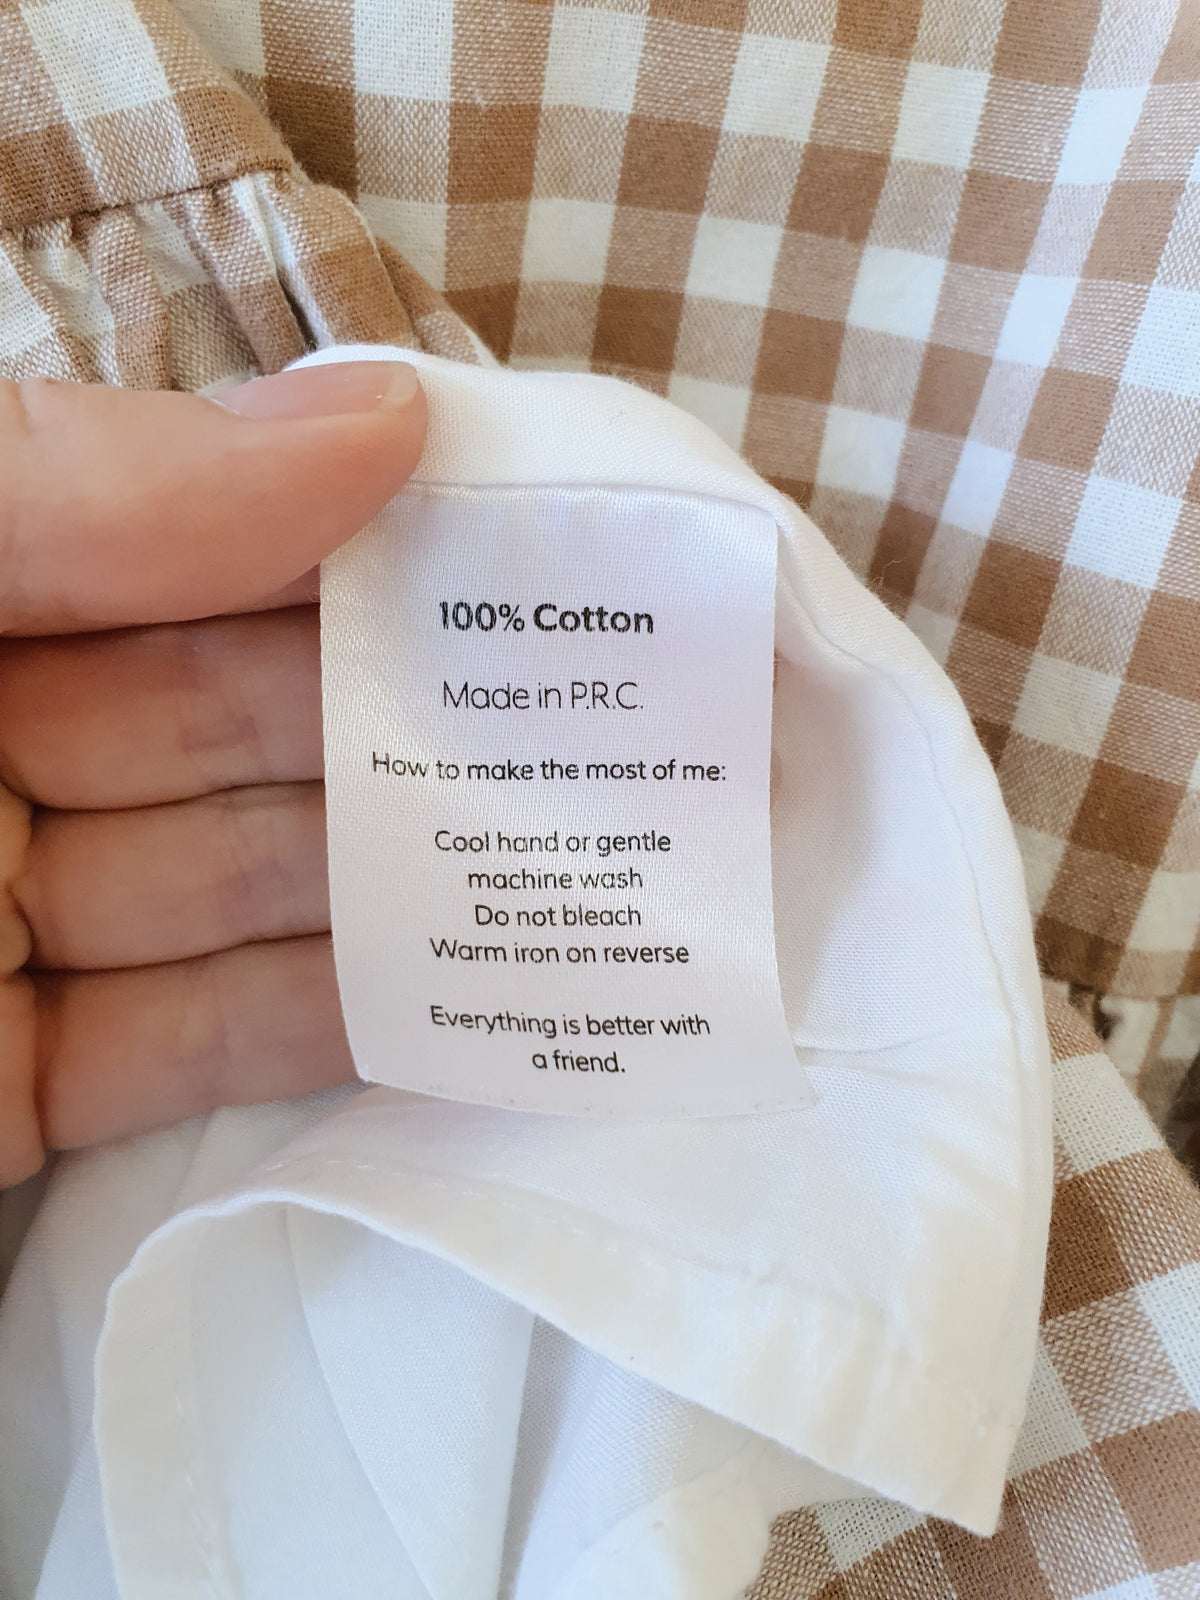 100% Cotton
Made in P.R.C.
How to make the most of me:
Cool hand or gentle
machine wash
Do not bleach
Warm iron on reverse
Everything is better with
a friend.